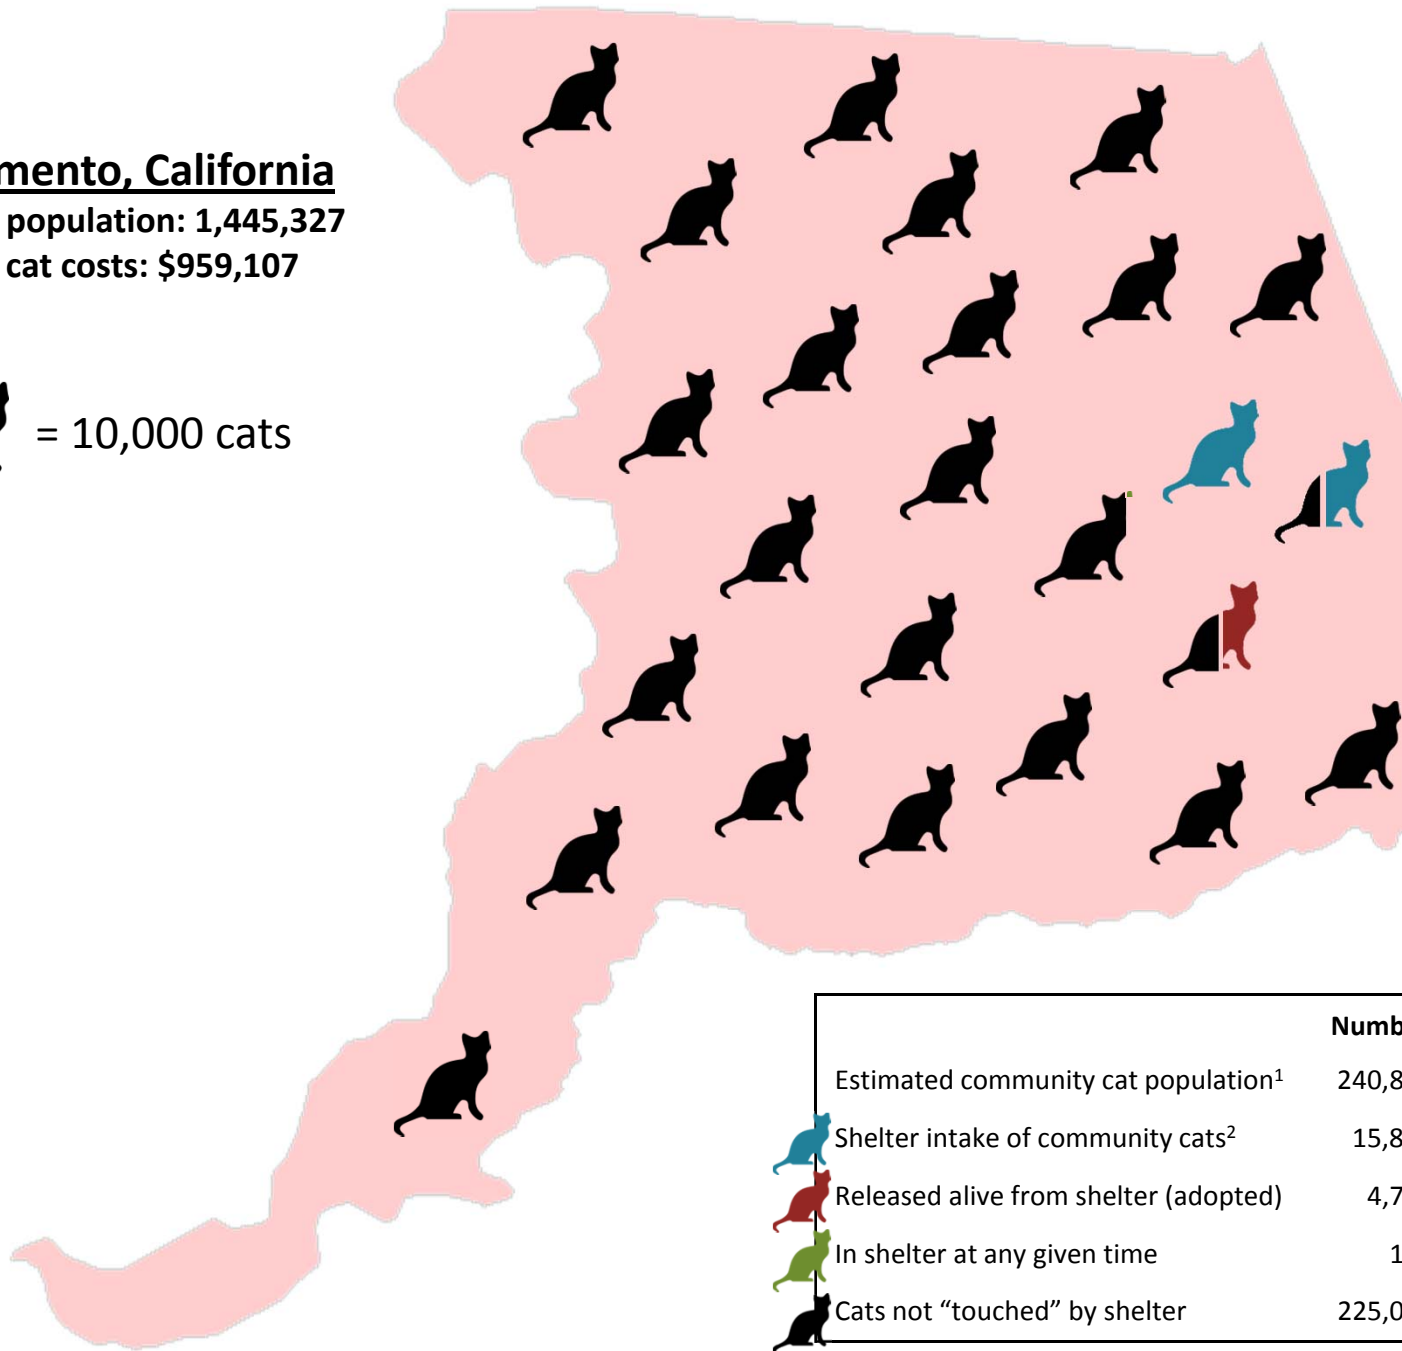 mento, California
population: 1,445,327
cat costs: $959,107
= 10,000 cats
Numb
Estimated community cat population¹ 240,8
Shelter intake of community cats² 15,8
Released alive from shelter (adopted) 4,7
In shelter at any given time 1
Cats not “touched” by shelter 225,0